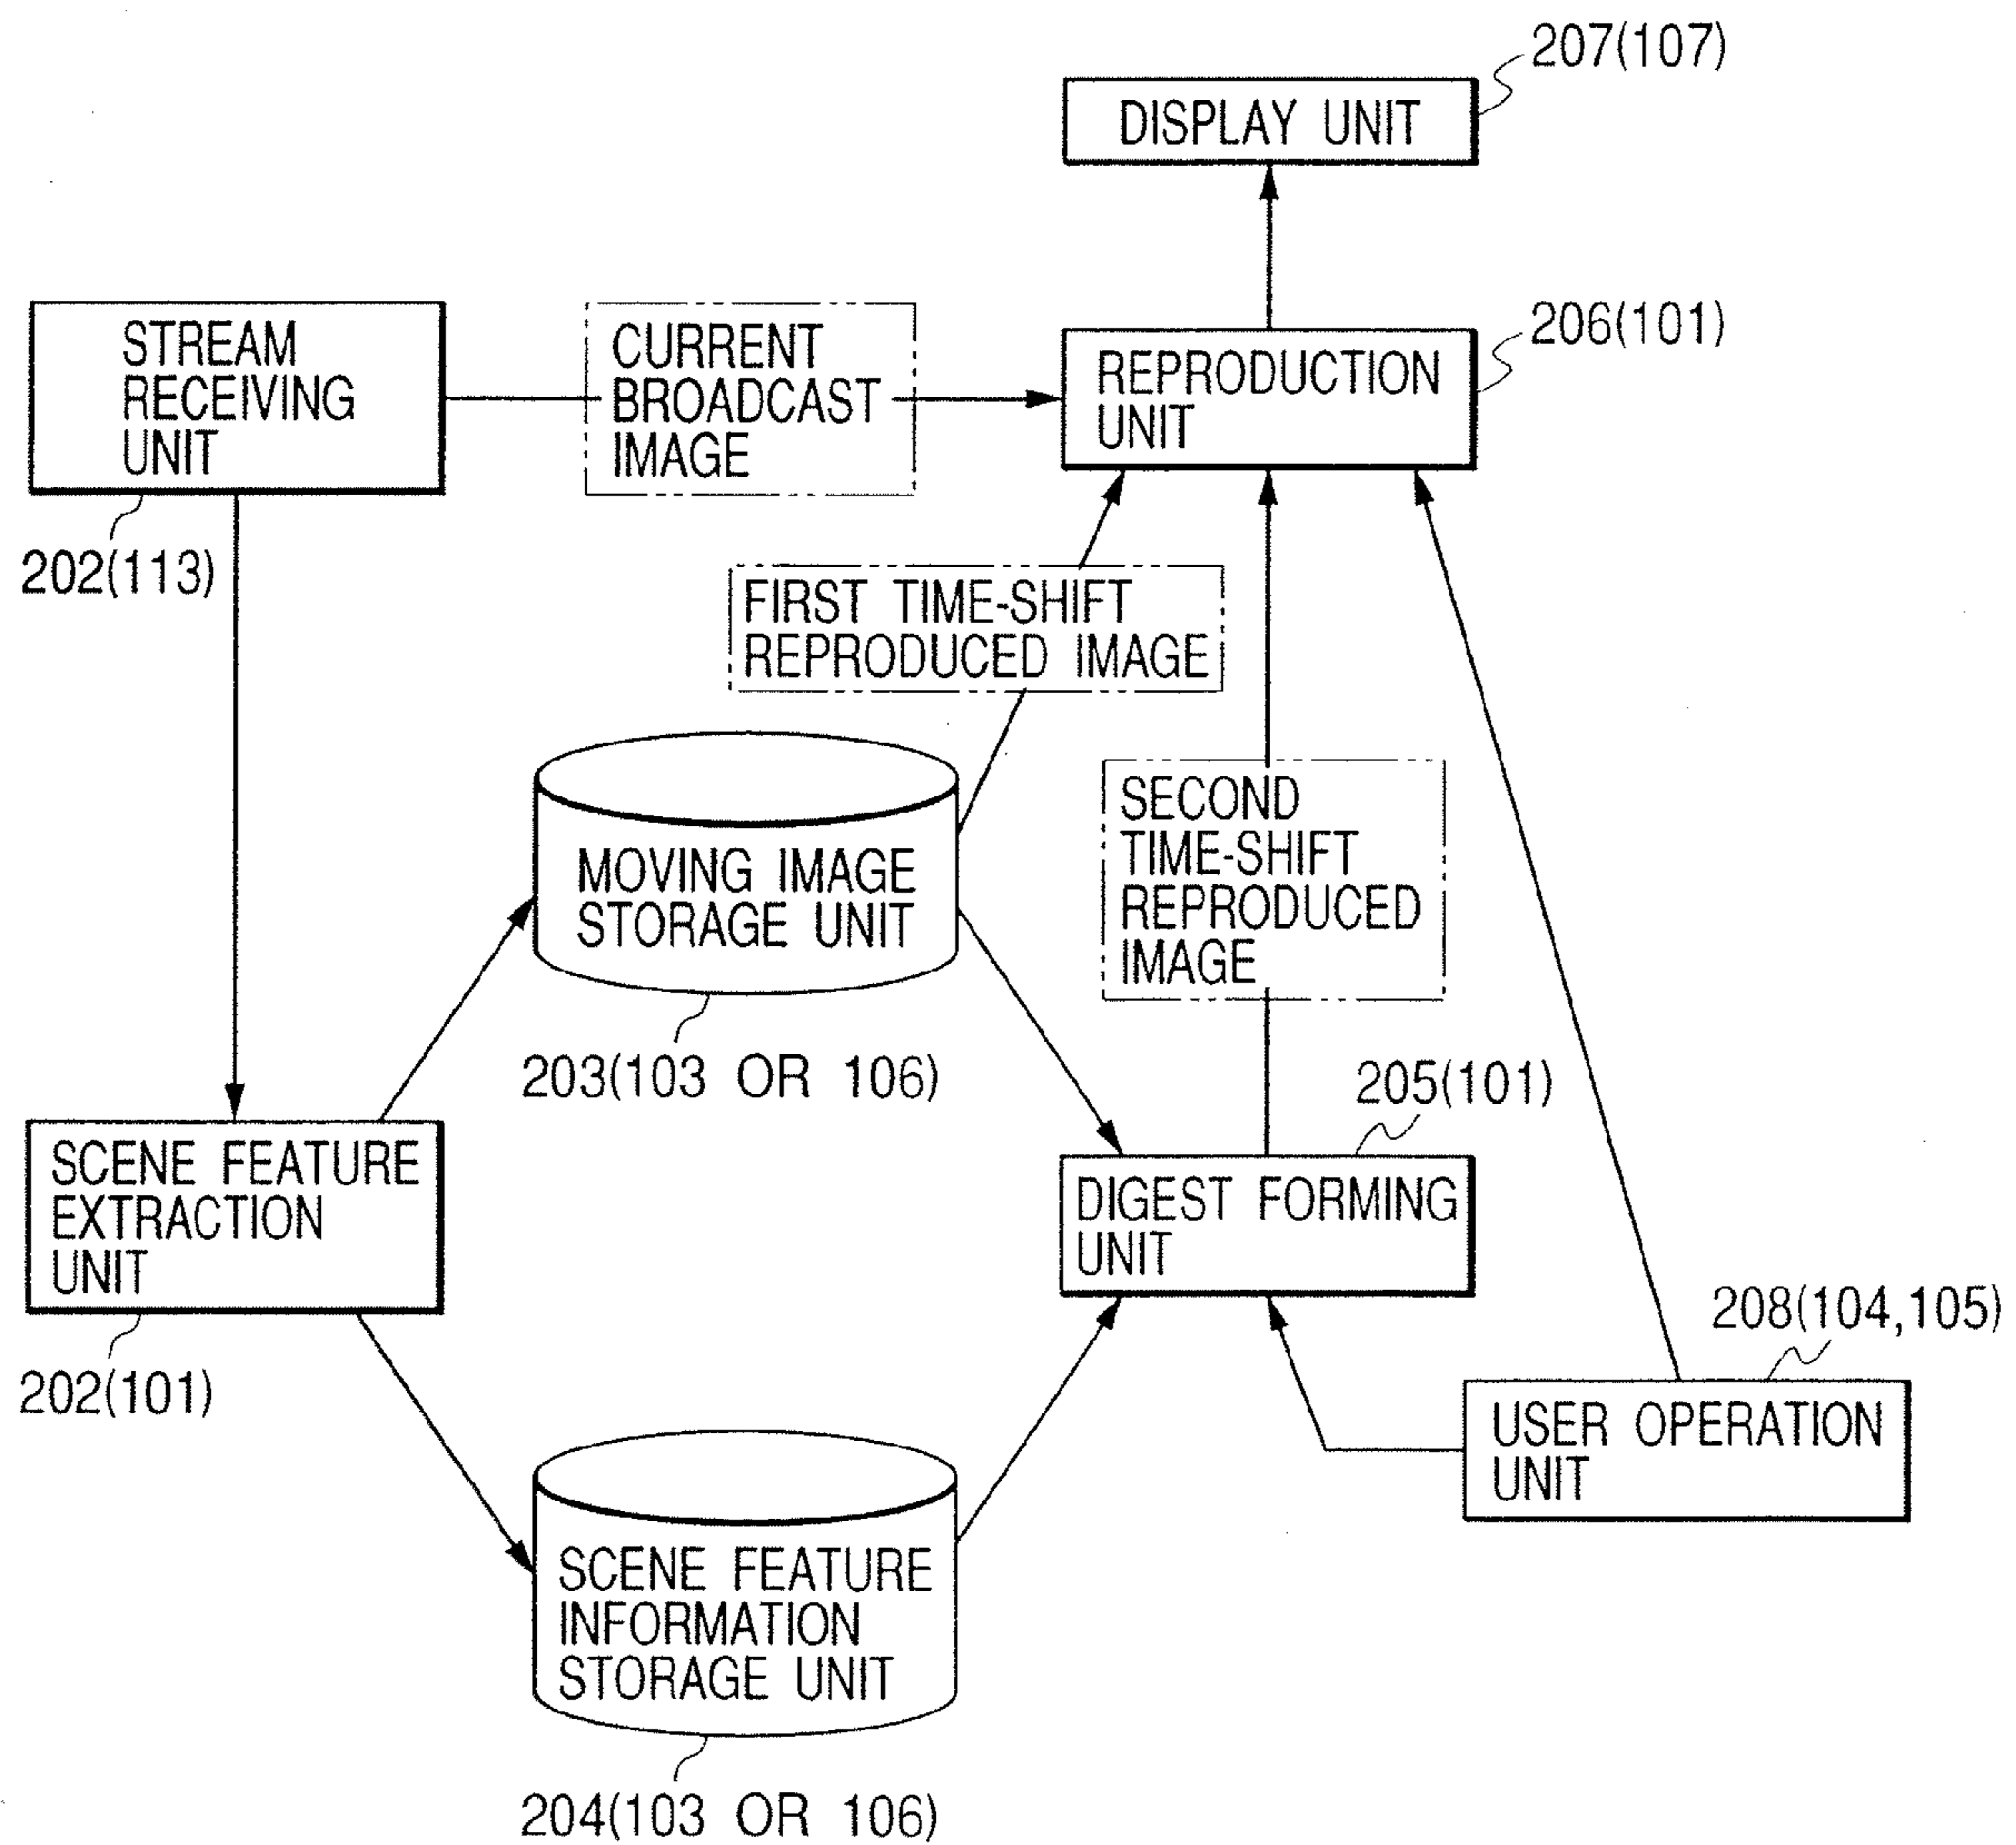 207(107)
DISPLAY UNIT
STREAM
RECEIVING
UNIT
202(113)
CURRENT
BROADCAST
IMAGE
REPRODUCTION
UNIT
206(101)
FIRST TIME-SHIFT
REPRODUCED IMAGE
SECOND
TIME-SHIFT
REPRODUCED
IMAGE
MOVING IMAGE
STORAGE UNIT
203(103 OR 106)
SCENE FEATURE
EXTRACTION
UNIT
202(101)
205(101)
DIGEST FORMING
UNIT
208(104,105)
USER OPERATION
UNIT
SCENE FEATURE
INFORMATION
STORAGE UNIT
204(103 OR 106)